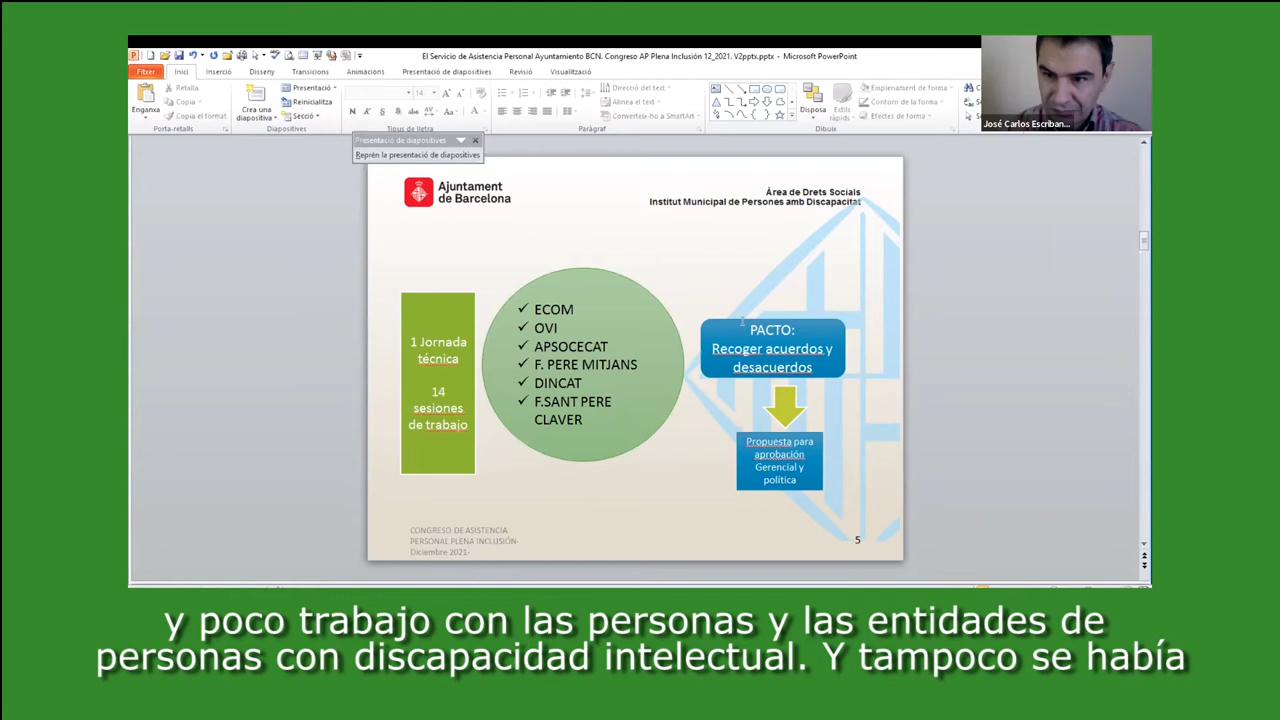 El Servicio de Asistencia Personal Ayuntamiento BCN. Congreso AP Plena Inclusión 12_2021. V2pptx.pptx - Microsoft PowerPoint
Fitxer Inici Inserció Disseny Transicions Animacions Presentació de diapositives Revisió Visualització
Enganxa
Retalla
Copia
Copia el format
Porta-retalls
Crea una
diapositiva
Presentació
Reinicialitza
Secció
Diapositives
Tipus de lletra
Direcció del text
Alinea el text
Converteix-ho a SmartArt
Paràgraf
Disposa
Estils
ràpids
Emplenament de forma
Contorn de la forma
Efectes de forma
Dibuix
José Carlos Escriban...
Presentació de diapositives
Reprèn la presentació de diapositives
Ajuntament
de Barcelona
Área de Drets Socials
Institut Municipal de Persones amb Discapacitat
1 Jornada
técnica
14
sesiones
de trabajo
✓ ECOM
✓ OVI
✓ APSOCECAT
✓ F. PERE MITJANS
✓ DINCAT
✓ F.SANT PERE
CLAVER
PACTO:
Recoger acuerdos y
desacuerdos
Propuesta para
aprobación
Gerencial y
política
CONGRESO DE ASISTENCIA
PERSONAL PLENA INCLUSIÓN-
Diciembre 2021-
5
y poco trabajo con las personas y las entidades de
personas con discapacidad intelectual. Y tampoco se había